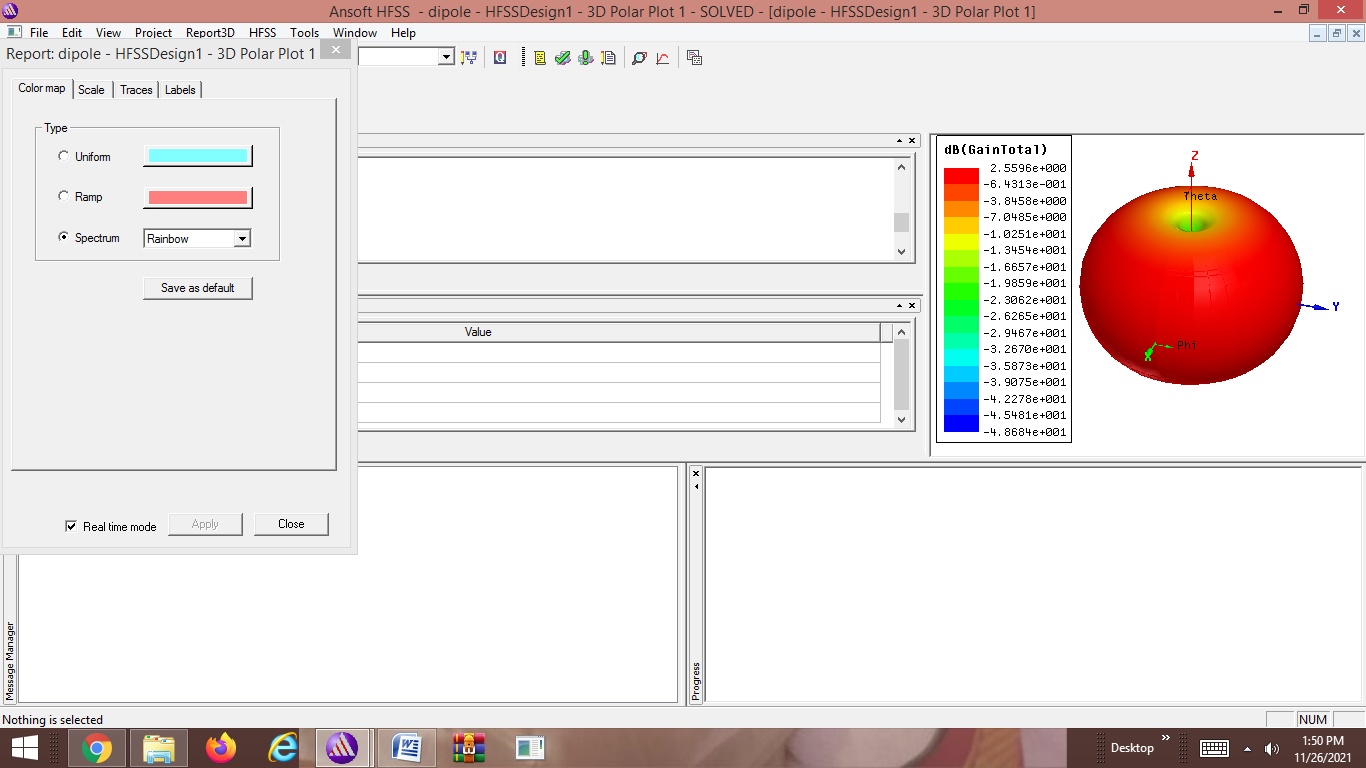 Ansoft HFSS - dipole - HFSSDesign1 - 3D Polar Plot 1 - SOLVED - [dipole - HFSSDesign1 - 3D Polar Plot 1]
File Edit View Project Report3D HFSS Tools Window Help
Report: dipole - HFSSDesign1 - 3D Polar Plot 1
Color map Scale Traces Labels
Type
Uniform
Ramp
Spectrum Rainbow
Save as default
Real time mode Apply Close
Value
dB(GainTotal)
2.5596e+000
-6.4313e-001
-3.8458e+000
-7.0485e+000
-1.0251e+001
-1.3454e+001
-1.6657e+001
-1.9859e+001
-2.3062e+001
-2.6265e+001
-2.9467e+001
-3.2670e+001
-3.5873e+001
-3.9075e+001
-4.2278e+001
-4.5481e+001
-4.8684e+001
Z
Theta
Y
Phi
Message Manager
Progress
Nothing is selected
NUM
Desktop
1:50 PM
11/26/2021